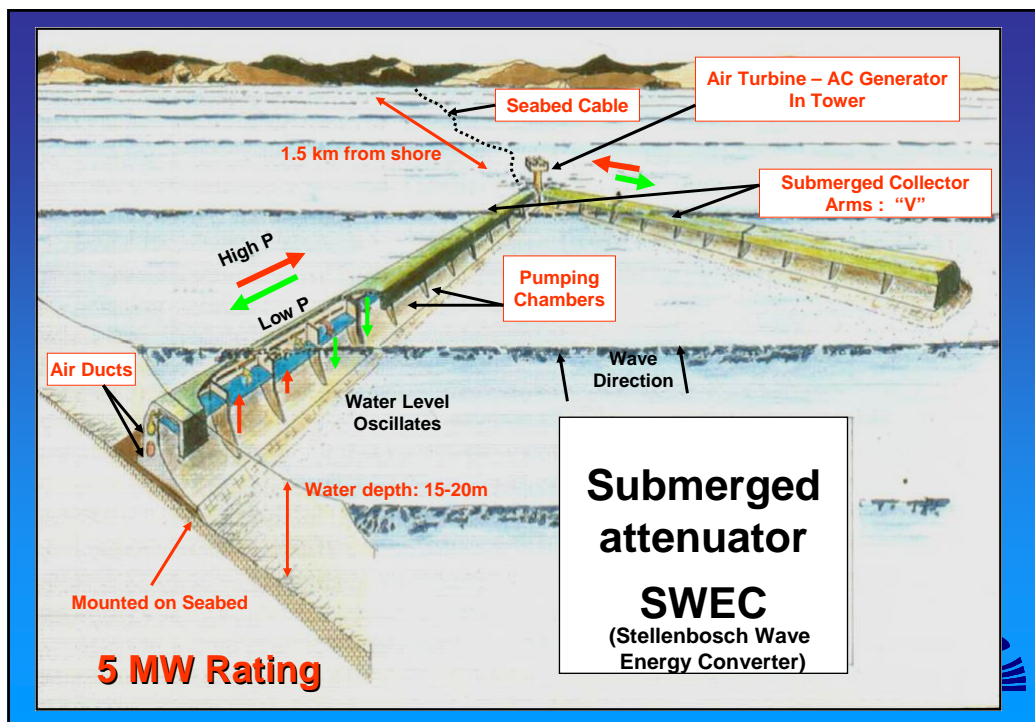 Air Turbine – AC Generator
In Tower
Seabed Cable
1.5 km from shore
Submerged Collector
Arms :  "V"
High P
Low P
Pumping
Chambers
Air Ducts
Wave
Direction
Water Level
Oscillates
Water depth: 15-20m
Mounted on Seabed
Submerged
attenuator
SWEC
(Stellenbosch Wave
Energy Converter)
5 MW Rating